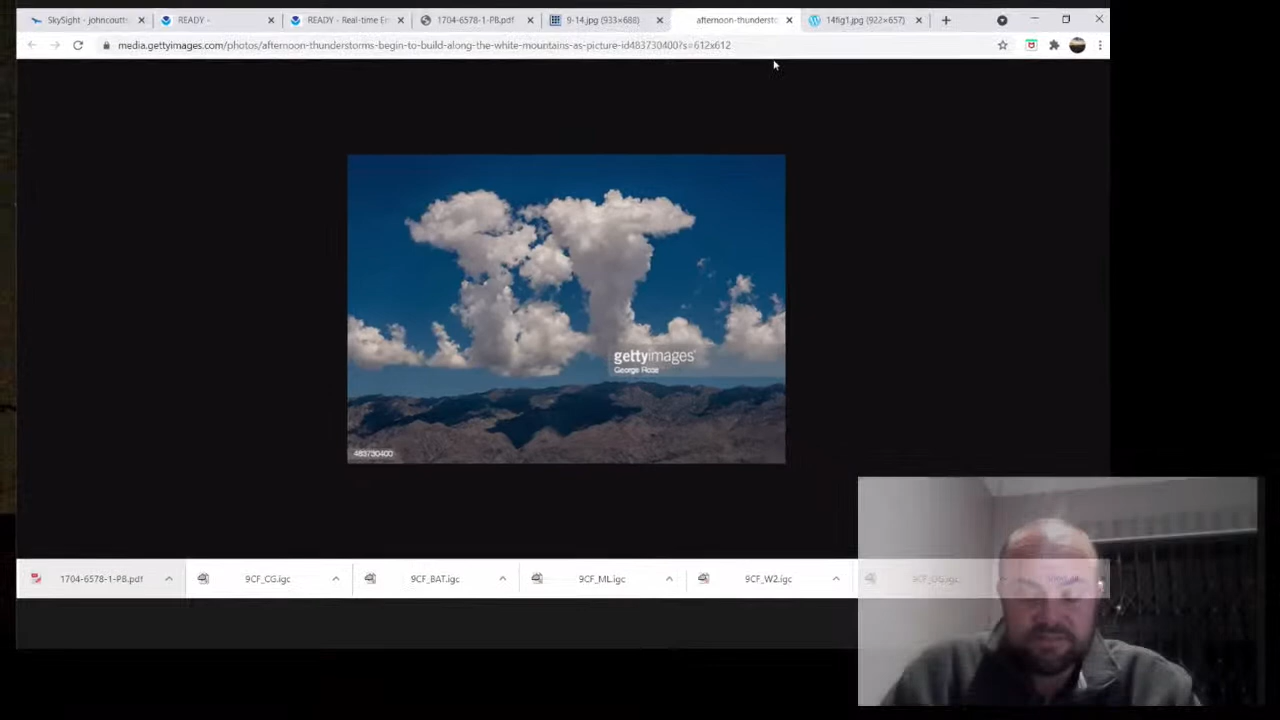 SkySight - johncoutts
READY -
READY - Real-time En
1704-6578-1-PB.pdf
9-14.jpg (933×688)
afternoon-thundersto
14fig1.jpg (922×657)
media.gettyimages.com/photos/afternoon-thunderstorms-begin-to-build-along-the-white-mountains-as-picture-id483730400?s=612x612
gettyimages
George Rose
483730400
1704-6578-1-PB.pdf
9CF_CG.igc
9CF_BAT.igc
9CF_ML.igc
9CF_W2.igc